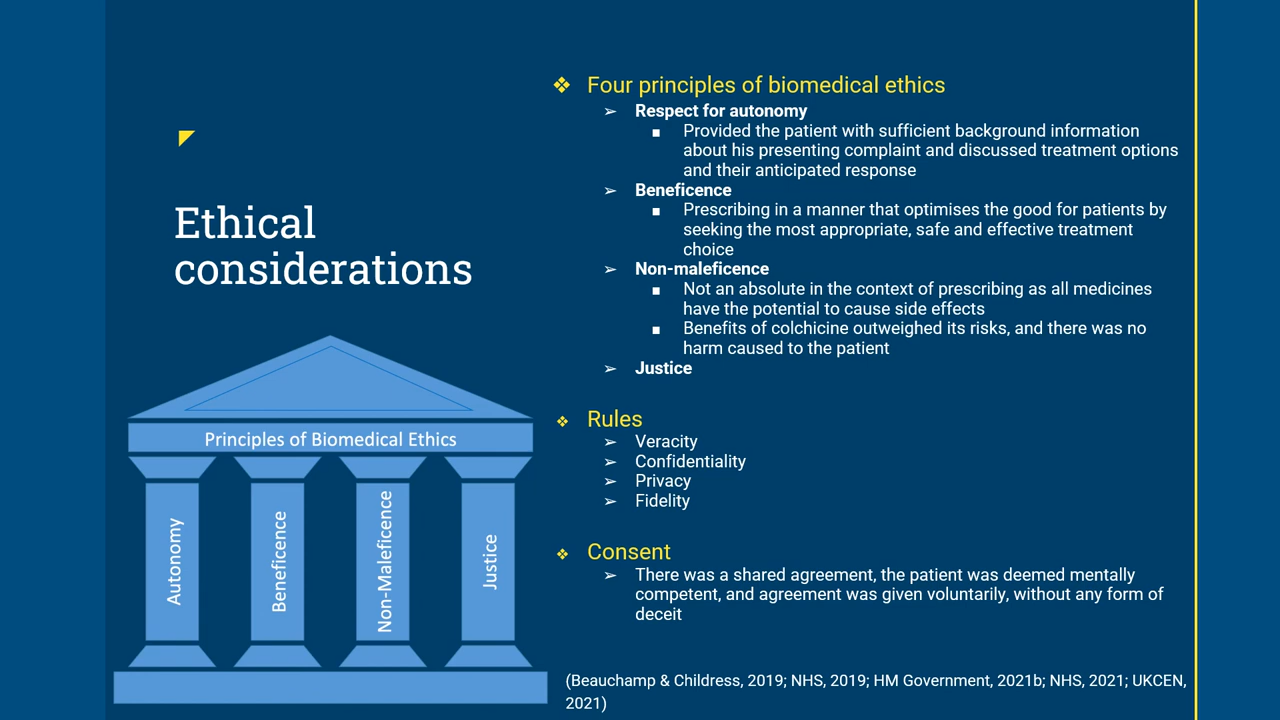 Ethical
considerations
Principles of Biomedical Ethics
Autonomy
Beneficence
Non-Maleficence
Justice
❖ Four principles of biomedical ethics
➢ Respect for autonomy
■ Provided the patient with sufficient background information
about his presenting complaint and discussed treatment options
and their anticipated response
➢ Beneficence
■ Prescribing in a manner that optimises the good for patients by
seeking the most appropriate, safe and effective treatment
choice
➢ Non-maleficence
■ Not an absolute in the context of prescribing as all medicines
have the potential to cause side effects
■ Benefits of colchicine outweighed its risks, and there was no
harm caused to the patient
➢ Justice
❖ Rules
➢ Veracity
➢ Confidentiality
➢ Privacy
➢ Fidelity
❖ Consent
➢ There was a shared agreement, the patient was deemed mentally
competent, and agreement was given voluntarily, without any form of
deceit
(Beauchamp & Childress, 2019; NHS, 2019; HM Government, 2021b; NHS, 2021; UKCEN,
2021)